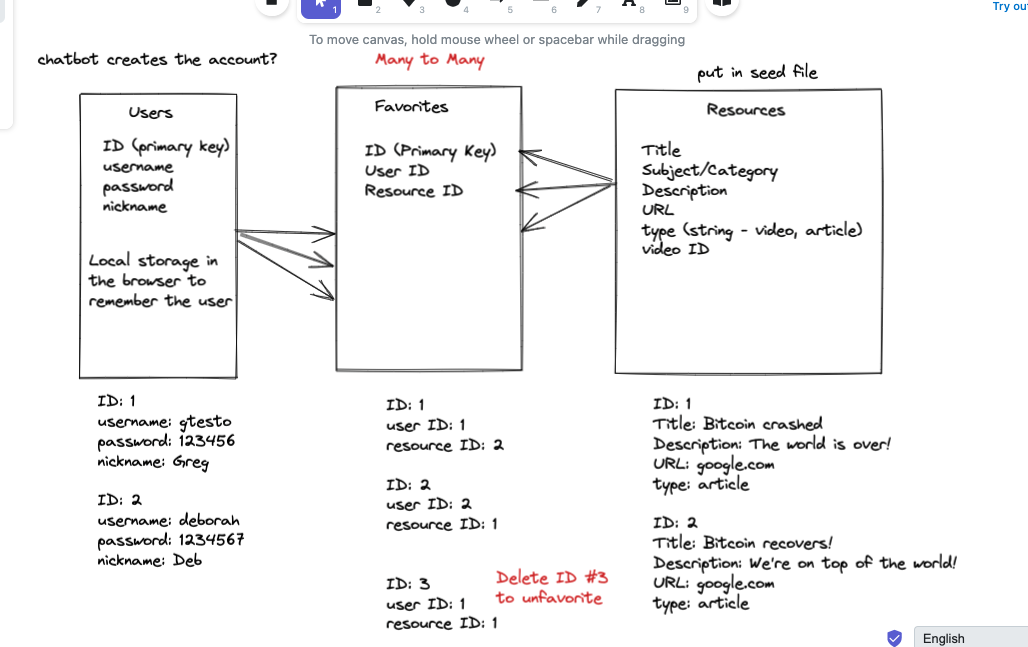 1
2
3
4
5
6
7
8
9
To move canvas, hold mouse wheel or spacebar while dragging
chatbot creates the account?
Many to Many
put in seed file
Users
ID (primary key)
username
password
nickname
Local storage in
the browser to
remember the user
Favorites
ID (Primary Key)
User ID
Resource ID
Resources
Title
Subject/Category
Description
URL
type (string - video, article)
video ID
ID: 1
username: gtesto
password: 123456
nickname: Greg
ID: 2
username: deborah
password: 1234567
nickname: Deb
ID: 1
user ID: 1
resource ID: 2
ID: 2
user ID: 2
resource ID: 1
ID: 3
user ID: 1
resource ID: 1
Delete ID #3
to unfavorite
ID: 1
Title: Bitcoin crashed
Description: The world is over!
URL: google.com
type: article
ID: 2
Title: Bitcoin recovers!
Description: We're on top of the world!
URL: google.com
type: article
English
Try